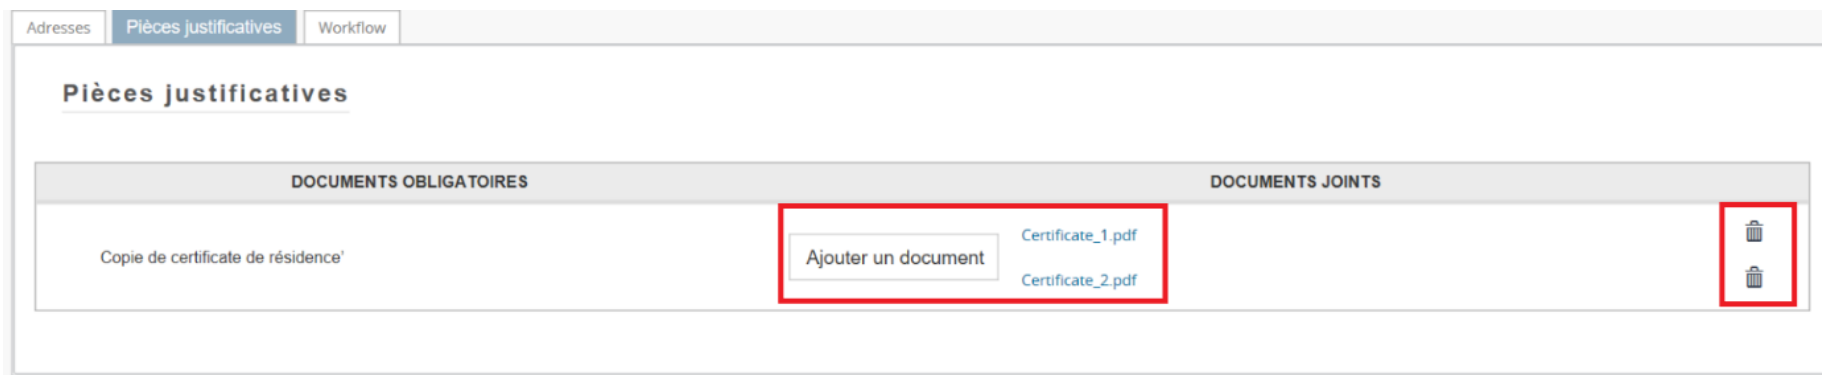 Adresses Pièces justificatives Workflow
Pièces justificatives
DOCUMENTS OBLIGATOIRES DOCUMENTS JOINTS
Certificate_1.pdf
Copie de certificate de résidence' Ajouter un document
Certificate_2.pdf